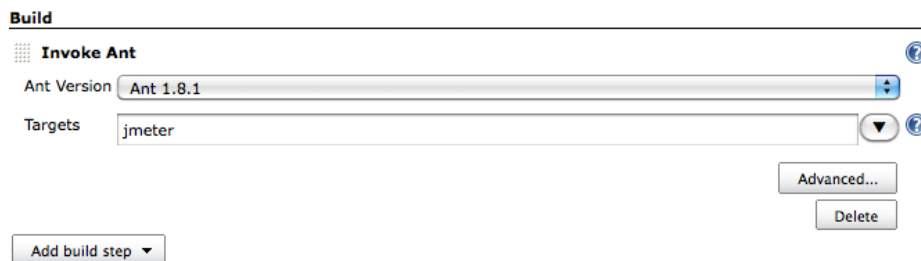 Build
Invoke Ant
Ant Version Ant 1.8.1
Targets jmeter
Advanced...
Delete
Add build step